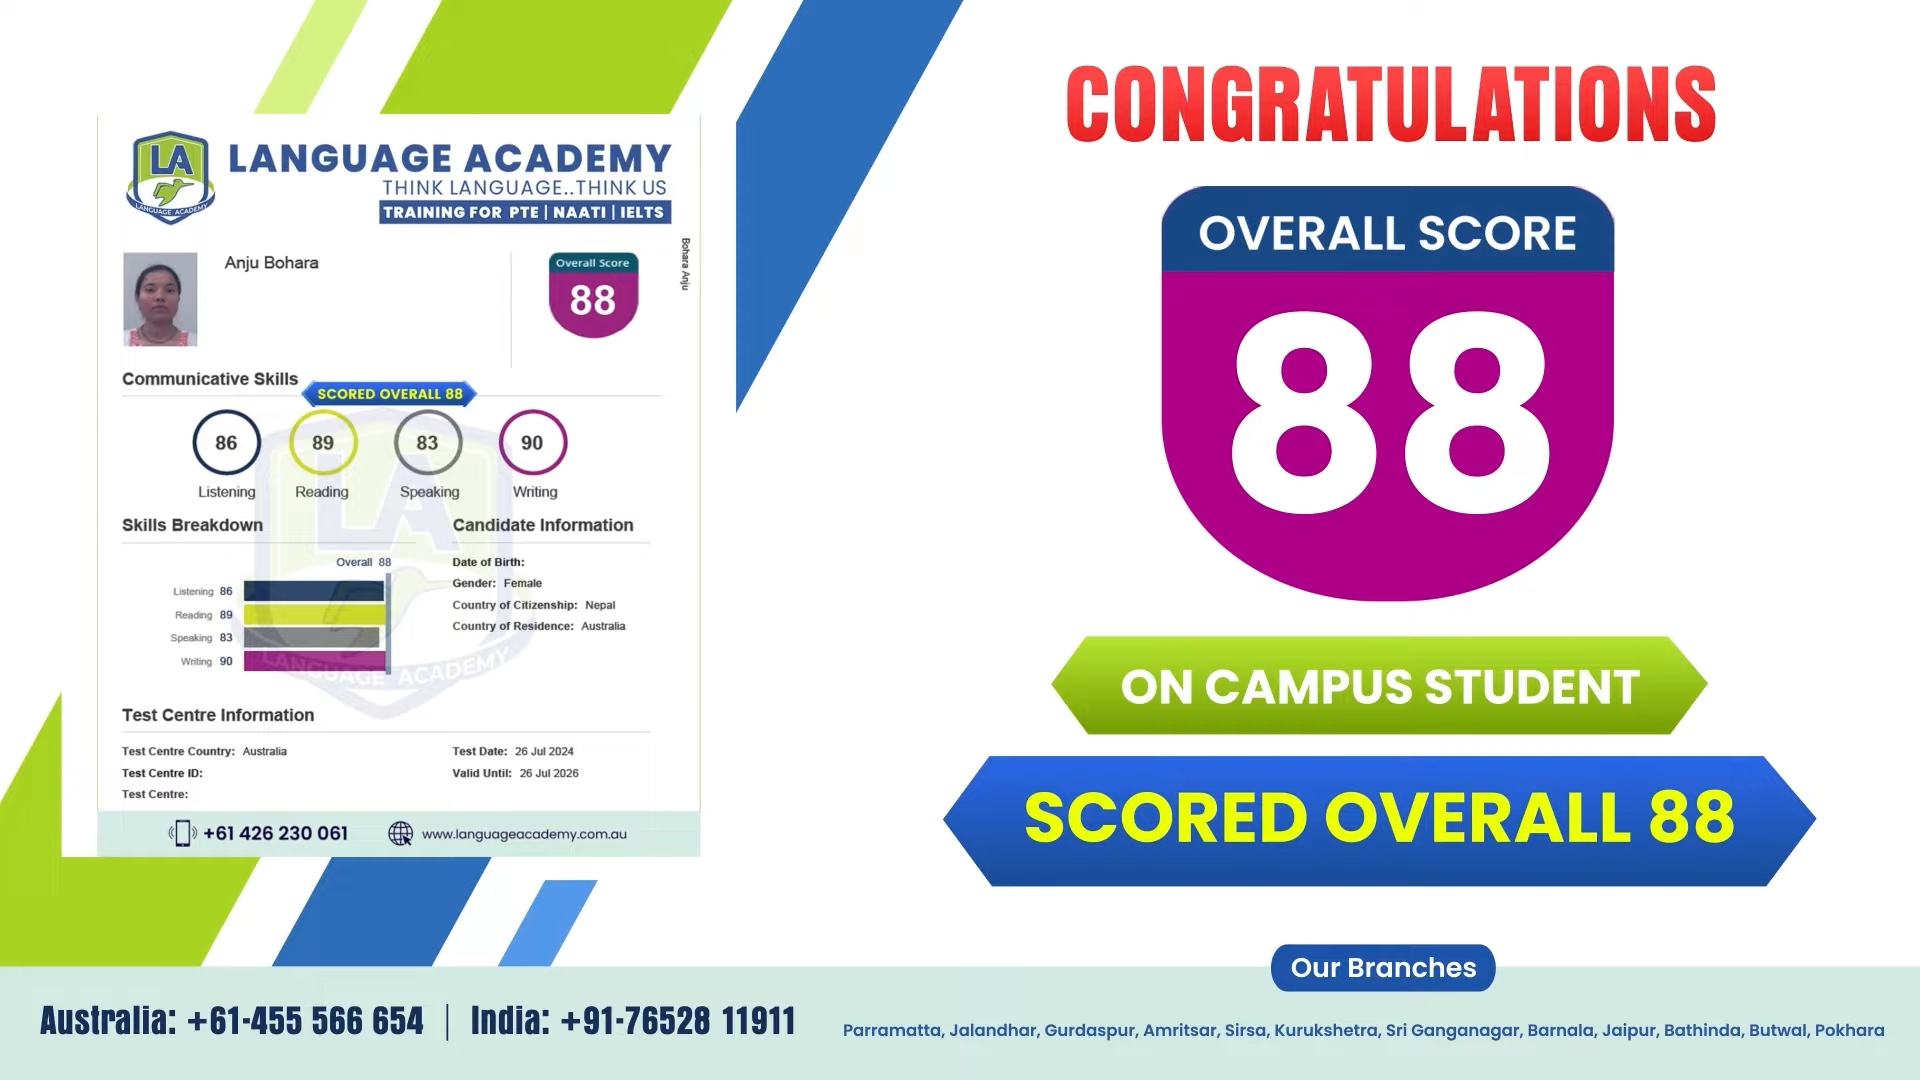 LA
LANGUAGE ACADEMY
LANGUAGE ACADEMY
THINK LANGUAGE..THINK US
TRAINING FOR PTE | NAATI | IELTS
Anju Bohara
Overall Score
88
Bohara Anju
Communicative Skills
SCORED OVERALL 88
86 89 83 90
Listening Reading Speaking Writing
Skills Breakdown
Overall 88
Listening 86
Reading 89
Speaking 83
Writing 90
Candidate Information
Date of Birth:
Gender: Female
Country of Citizenship: Nepal
Country of Residence: Australia
LA
LANGUAGE ACADEMY
Test Centre Information
Test Centre Country: Australia
Test Centre ID:
Test Centre:
Test Date: 26 Jul 2024
Valid Until: 26 Jul 2026
+61 426 230 061
www.languageacademy.com.au
CONGRATULATIONS
OVERALL SCORE
88
ON CAMPUS STUDENT
SCORED OVERALL 88
Our Branches
Australia: +61-455 566 654 | India: +91-76528 11911
Parramatta, Jalandhar, Gurdaspur, Amritsar, Sirsa, Kurukshetra, Sri Ganganagar, Barnala, Jaipur, Bathinda, Butwal, Pokhara